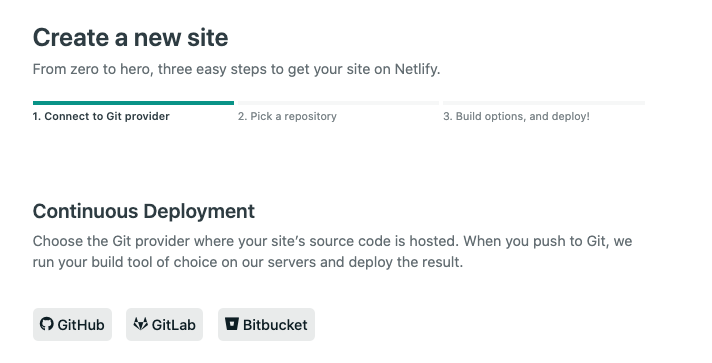 Create a new site
From zero to hero, three easy steps to get your site on Netlify.
1. Connect to Git provider
2. Pick a repository
3. Build options, and deploy!
Continuous Deployment
Choose the Git provider where your site’s source code is hosted. When you push to Git, we
run your build tool of choice on our servers and deploy the result.
GitHub
GitLab
Bitbucket